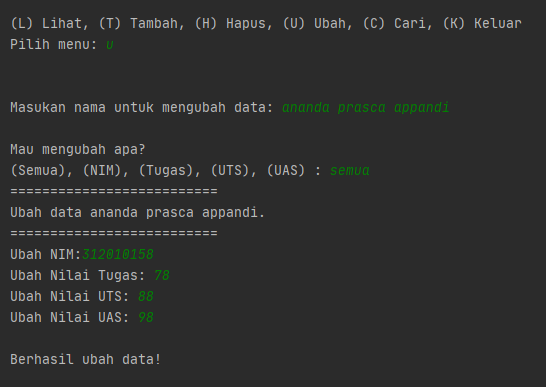 (L) Lihat, (T) Tambah, (H) Hapus, (U) Ubah, (C) Cari, (K) Keluar
Pilih menu: u
Masukan nama untuk mengubah data: ananda prasca appandi
Mau mengubah apa?
(Semua), (NIM), (Tugas), (UTS), (UAS) : semua
==========================
Ubah data ananda prasca appandi.
==========================
Ubah NIM:312010158
Ubah Nilai Tugas: 78
Ubah Nilai UTS: 88
Ubah Nilai UAS: 98
Berhasil ubah data!